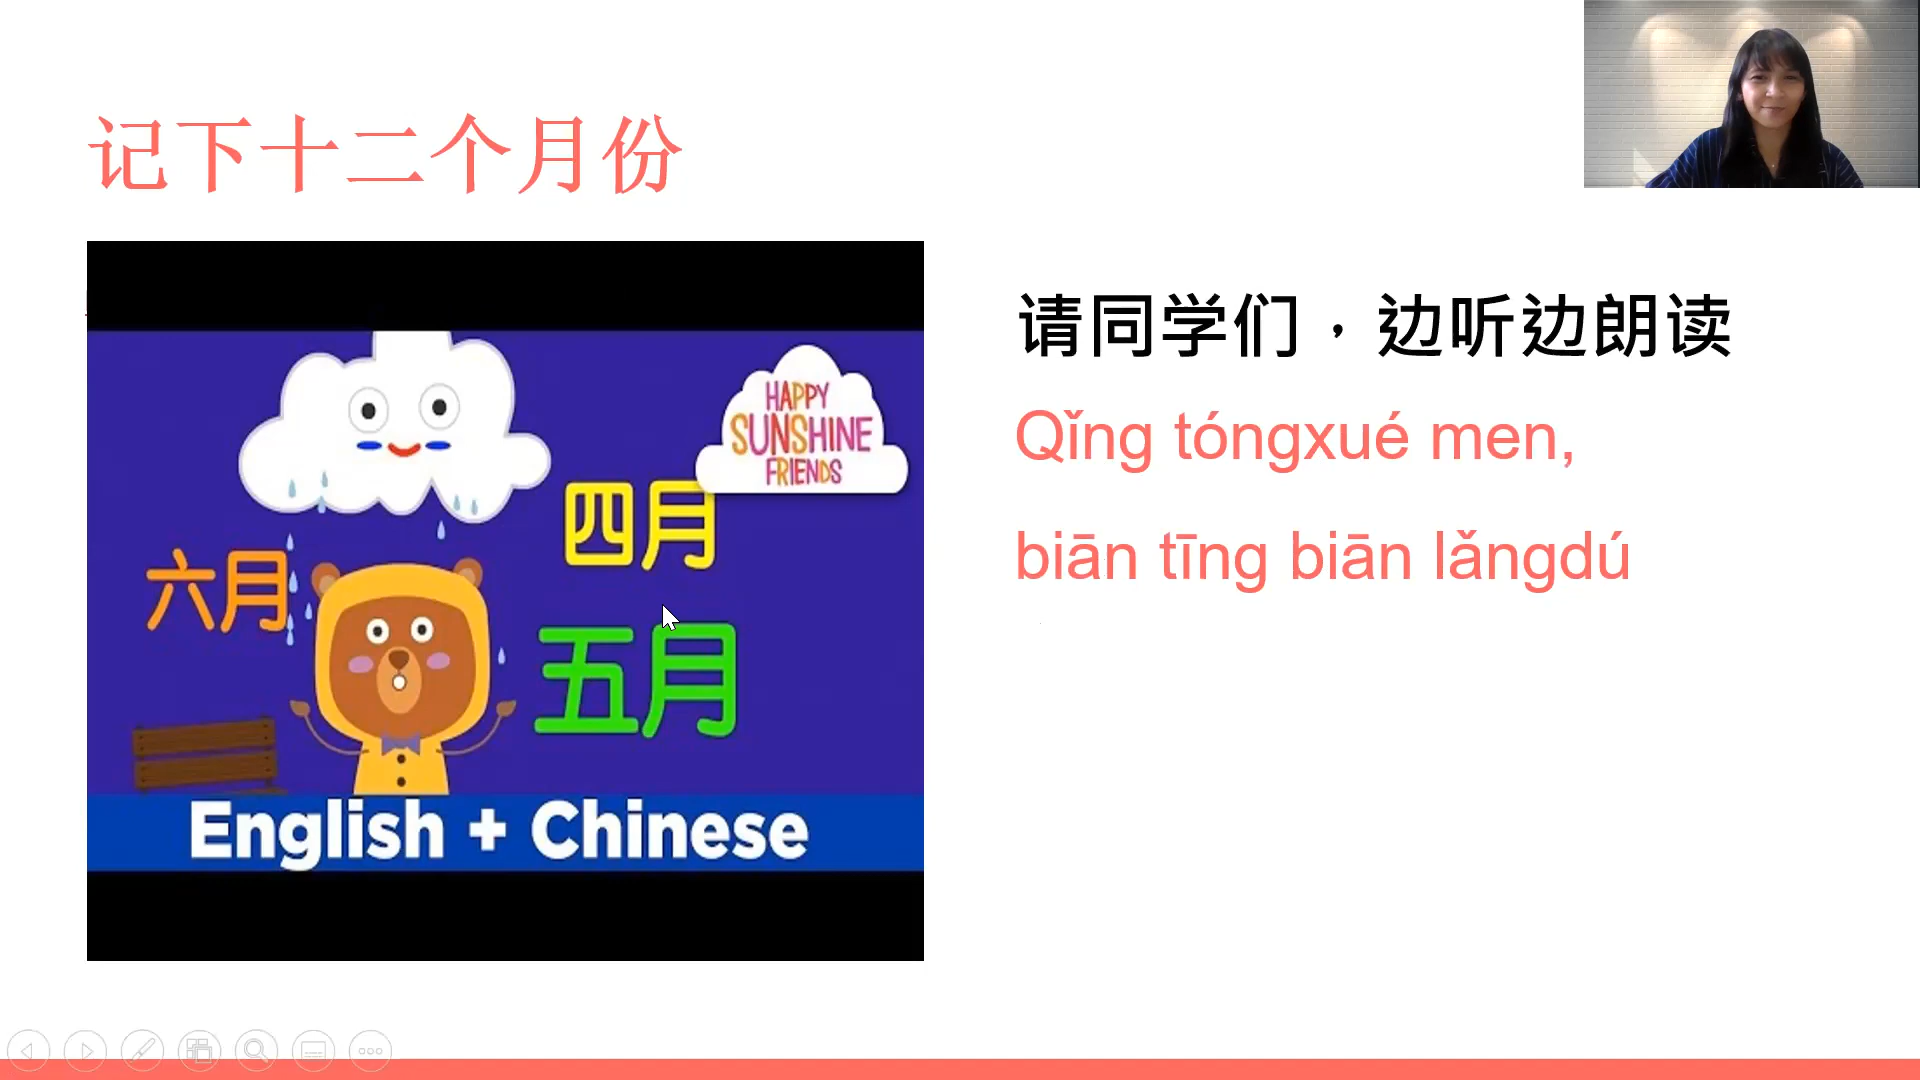 记下十二个月份
请同学们，边听边朗读
Qǐng tóngxué men,
biān tīng biān lǎngdú
HAPPY
SUNSHINE
FRIENDS
四月
六月
五月
English + Chinese